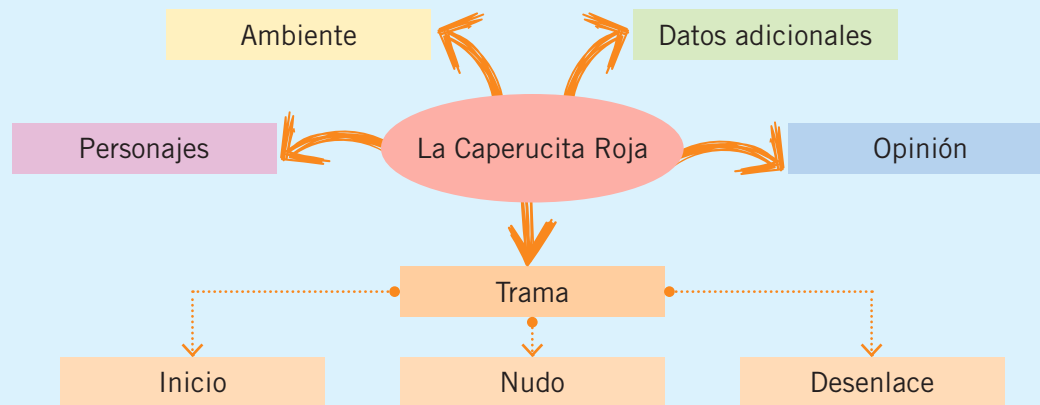 Ambiente
Datos adicionales
Personajes
La Caperucita Roja
Opinión
Trama
Inicio
Nudo
Desenlace